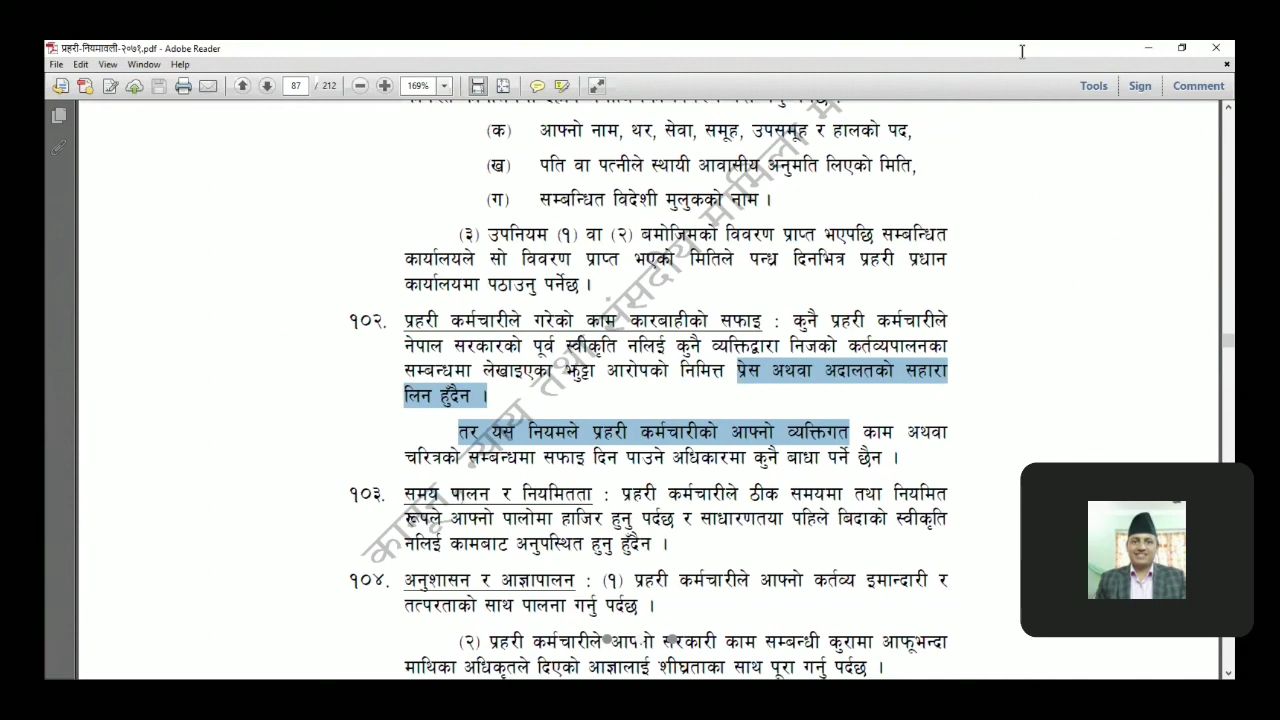 प्रहरी-नियमावली-२०७१.pdf - Adobe Reader
File Edit View Window Help
87 / 212 169% Tools Sign Comment
(क) आफ्नो नाम, थर, सेवा, समूह, उपसमूह र हालको पद,
(ख) पति वा पत्नीले स्थायी आवासीय अनुमति लिएको मिति,
(ग) सम्बन्धित विदेशी मुलुकको नाम ।
(३) उपनियम (१) वा (२) बमोजिमको विवरण प्राप्त भएपछि सम्बन्धित
कार्यालयले सो विवरण प्राप्त भएको मितिले पन्ध्र दिनभित्र प्रहरी प्रधान
कार्यालयमा पठाउनु पर्नेछ ।
१०२. प्रहरी कर्मचारीले गरेको काम कारबाहीको सफाइ : कुनै प्रहरी कर्मचारीले
नेपाल सरकारको पूर्व स्वीकृति नलिई कुनै व्यक्तिद्वारा निजको कर्तव्यपालनका
सम्बन्धमा लेखाइएका झुट्टा आरोपको निमित्त प्रेस अथवा अदालतको सहारा
लिन हुँदैन ।
तर यस नियमले प्रहरी कर्मचारीको आफ्नो व्यक्तिगत काम अथवा
चरित्रको सम्बन्धमा सफाइ दिन पाउने अधिकारमा कुनै बाधा पर्ने छैन ।
१०३. समय पालन र नियमितता : प्रहरी कर्मचारीले ठीक समयमा तथा नियमित
रूपले आफ्नो पालोमा हाजिर हुनु पर्दछ र साधारणतया पहिले बिदाको स्वीकृति
नलिई कामबाट अनुपस्थित हुनु हुँदैन ।
१०४. अनुशासन र आज्ञापालन : (१) प्रहरी कर्मचारीले आफ्नो कर्तव्य इमान्दारी र
तत्परताको साथ पालना गर्नु पर्दछ ।
(२) प्रहरी कर्मचारीले आफ्नो सरकारी काम सम्बन्धी कुरामा आफूभन्दा
माथिका अधिकृतले दिएको आज्ञालाई शीघ्रताका साथ पूरा गर्नु पर्दछ ।
कानून, न्याय तथा संसदीय मामिला